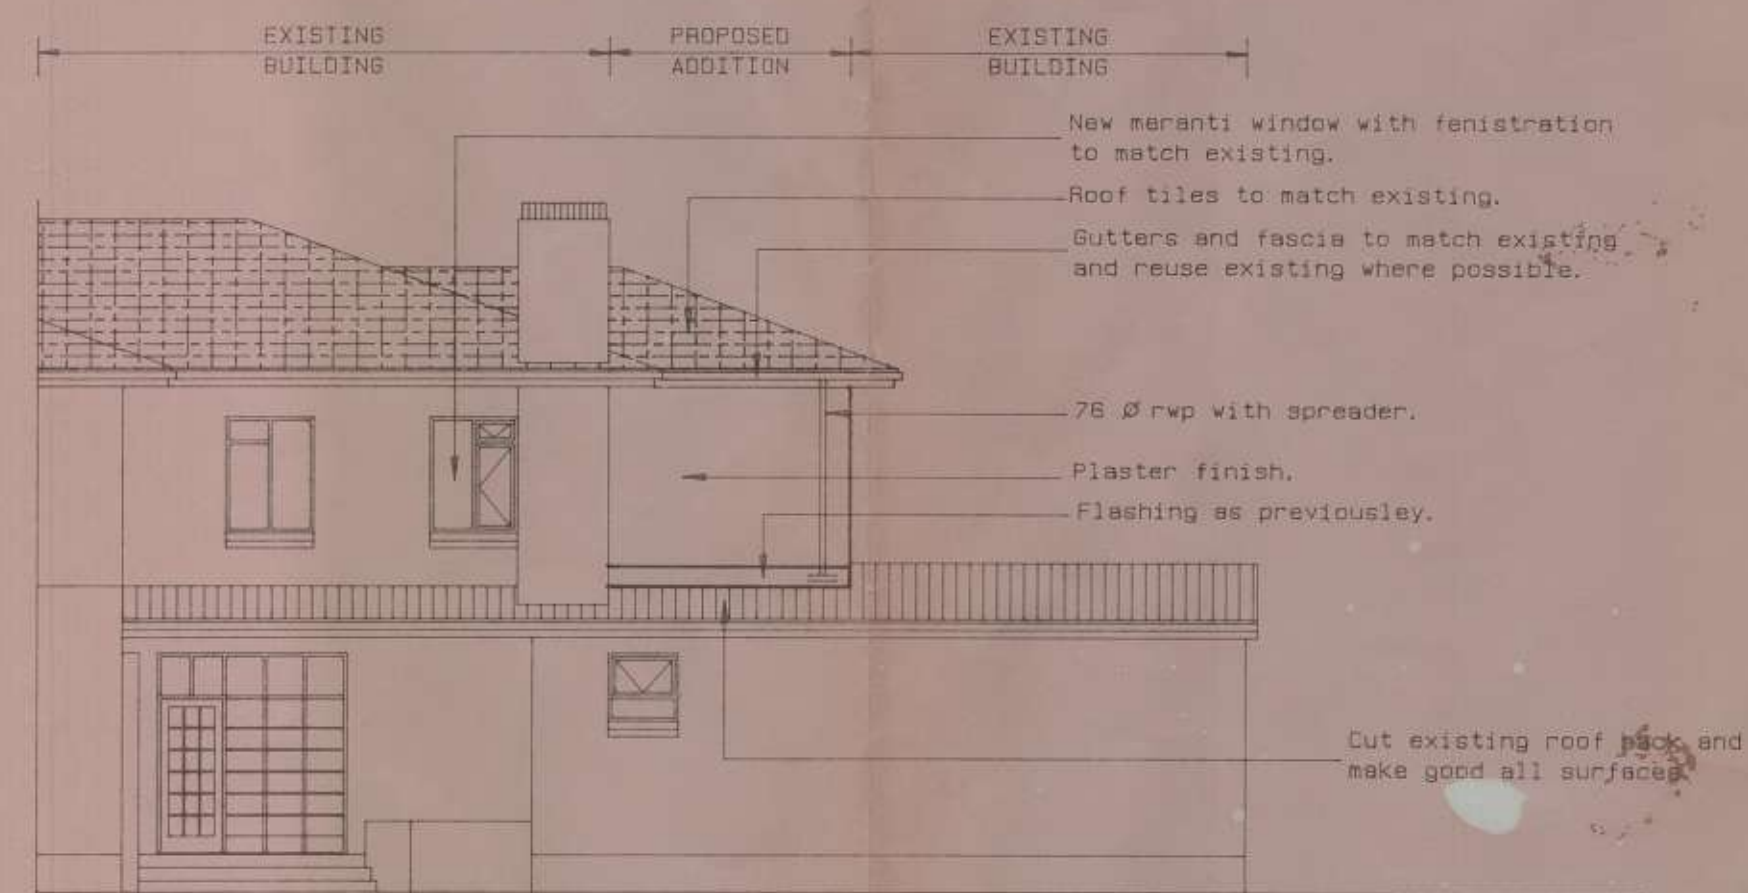 EXISTING
BUILDING
PROPOSED
ADDITION
EXISTING
BUILDING
New meranti window with fenistration
to match existing.
Roof tiles to match existing.
Gutters and fascia to match existing
and reuse existing where possible.
76 Ø rwp with spreader.
Plaster finish.
Flashing as previousley.
Cut existing roof back and
make good all surfaces